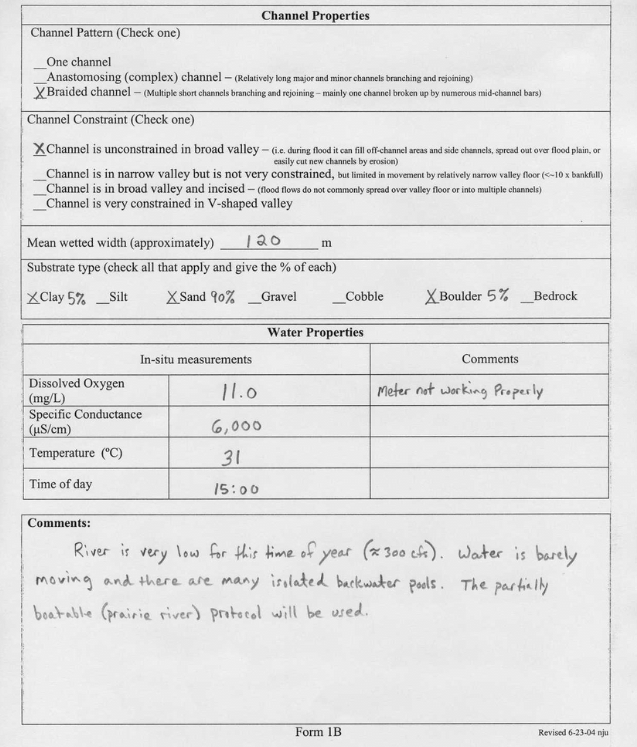 Channel Properties
Channel Pattern (Check one)
__One channel
__Anastomosing (complex) channel – (Relatively long major and minor channels branching and rejoining)
X Braided channel – (Multiple short channels branching and rejoining – mainly one channel broken up by numerous mid-channel bars)
Channel Constraint (Check one)
X Channel is unconstrained in broad valley – (i.e. during flood it can fill off-channel areas and side channels, spread out over flood plain, or
easily cut new channels by erosion)
__Channel is in narrow valley but is not very constrained, but limited in movement by relatively narrow valley floor (<~10 x bankfull)
__Channel is in broad valley and incised – (flood flows do not commonly spread over valley floor or into multiple channels)
__Channel is very constrained in V-shaped valley
Mean wetted width (approximately) 120 m
Substrate type (check all that apply and give the % of each)
X Clay 5% __Silt X Sand 90% __Gravel __Cobble X Boulder 5% __Bedrock
Water Properties
In-situ measurements Comments
Dissolved Oxygen
(mg/L) 11.0 Meter not working Properly
Specific Conductance
(µS/cm) 6,000
Temperature (ºC) 31
Time of day 15:00
Comments:
River is very low for this time of year (≈300 cfs). Water is barely
moving and there are many isolated backwater pools. The partially
boatable (prairie river) protocol will be used.
Form 1B Revised 6-23-04 nju